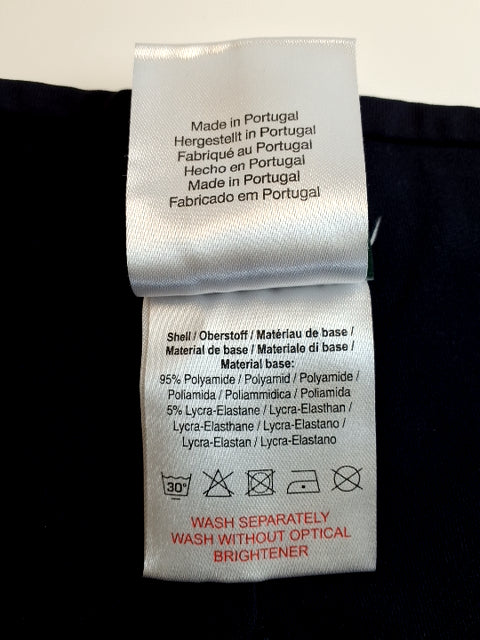 Made in Portugal
Hergestellt in Portugal
Fabriqué au Portugal
Hecho en Portugal
Made in Portugal
Fabricado em Portugal
Shell / Oberstoff / Matériau de base /
Material de base / Materiale di base /
Material base:
95% Polyamide / Polyamid / Polyamide /
Poliamida / Poliammidica / Poliamida
5% Lycra-Elastane / Lycra-Elasthan /
Lycra-Elasthane / Lycra-Elastano /
Lycra-Elastan / Lycra-Elastano
30°
WASH SEPARATELY
WASH WITHOUT OPTICAL
BRIGHTENER